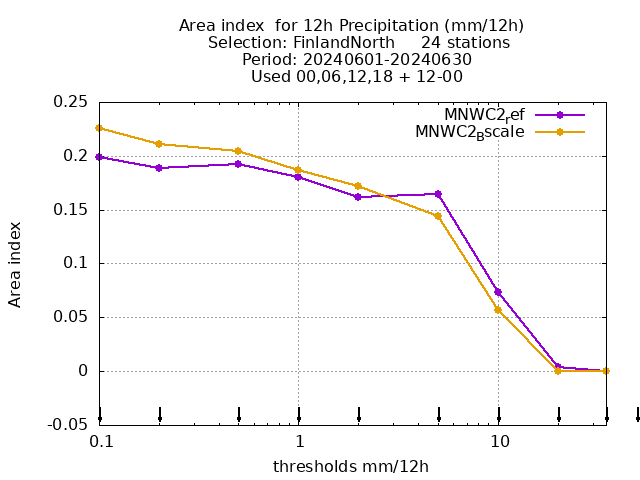 Area index  for 12h Precipitation (mm/12h)
Selection: FinlandNorth     24 stations
Period: 20240601-20240630
Used 00,06,12,18 + 12-00
MNWC2_ref
MNWC2_Bscale
0.25
0.2
0.15
0.1
0.05
0
-0.05
Area index
0.1 1 10
thresholds mm/12h